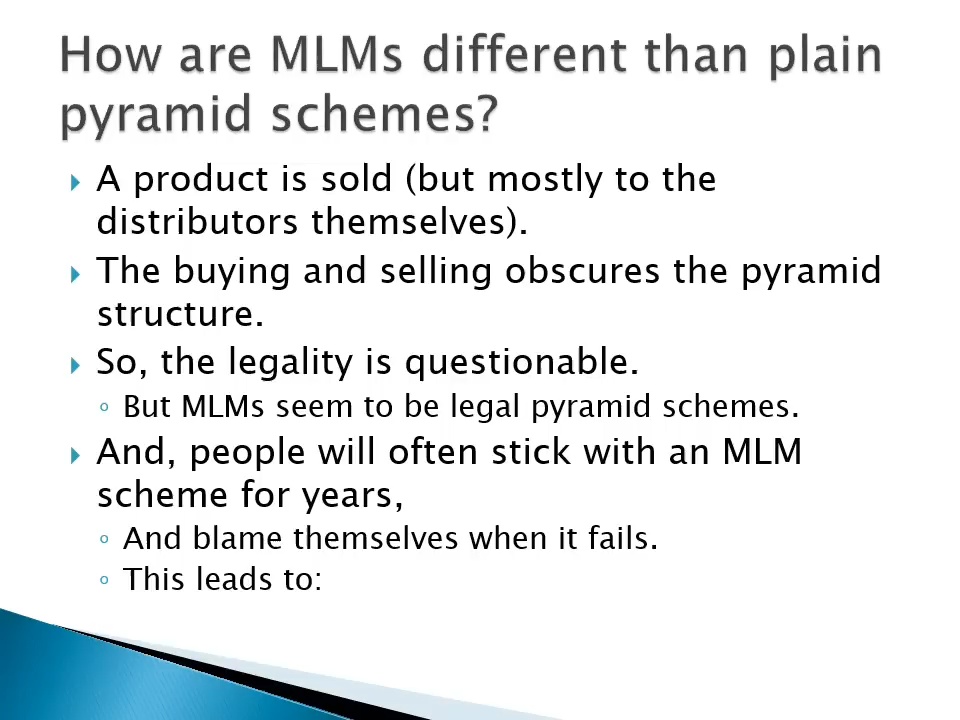 How are MLMs different than plain
pyramid schemes?
A product is sold (but mostly to the
distributors themselves).
The buying and selling obscures the pyramid
structure.
So, the legality is questionable.
But MLMs seem to be legal pyramid schemes.
And, people will often stick with an MLM
scheme for years,
And blame themselves when it fails.
This leads to: